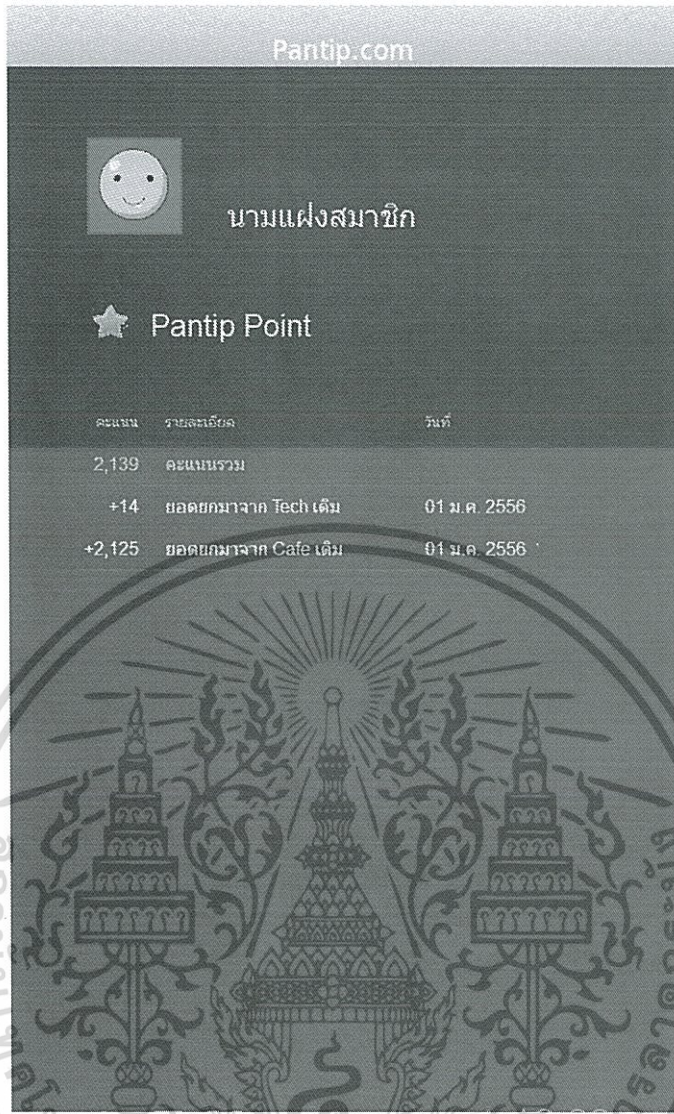 Pantip.com
นามแฝงสมาชิก
Pantip Point
คะแนน รายละเอียด วันที่
2,139 คะแนนรวม
+14 ยอดยกมาจาก Tech เดิม 01 ม.ค. 2556
+2,125 ยอดยกมาจาก Cafe เดิม 01 ม.ค. 2556